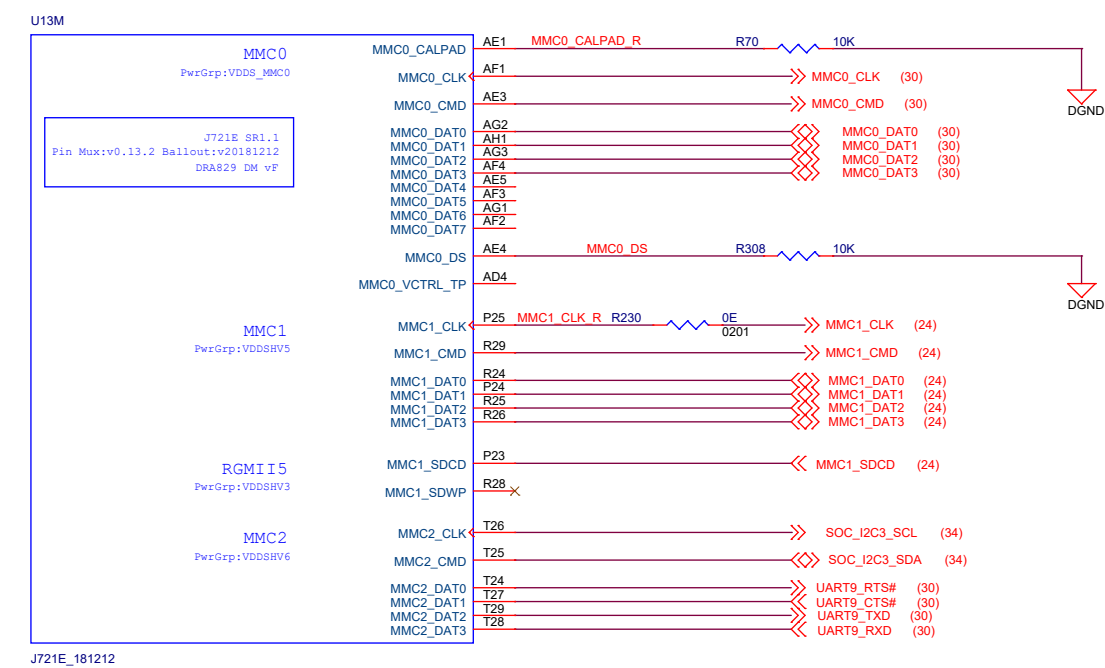 U13M
MMC0
PwrGrp:VDDS_MMC0
J721E SR1.1
Pin Mux:v0.13.2 Ballout:v20181212
DRA829 DM vF
MMC0_CALPAD AE1 MMC0_CALPAD_R R70 10K
DGND
MMC0_CLK AF1 MMC0_CLK (30)
MMC0_CMD AE3 MMC0_CMD (30)
MMC0_DAT0 AG2 MMC0_DAT0 (30)
MMC0_DAT1 AH1 MMC0_DAT1 (30)
MMC0_DAT2 AG3 MMC0_DAT2 (30)
MMC0_DAT3 AF4 MMC0_DAT3 (30)
MMC0_DAT4 AE5
MMC0_DAT5 AF3
MMC0_DAT6 AG1
MMC0_DAT7 AF2
MMC0_DS AE4 MMC0_DS R308 10K
DGND
MMC0_VCTRL_TP AD4
MMC1
PwrGrp:VDDSHV5
MMC1_CLK P25 MMC1_CLK_R R230 0E MMC1_CLK (24)
0201
MMC1_CMD R29 MMC1_CMD (24)
MMC1_DAT0 R24 MMC1_DAT0 (24)
MMC1_DAT1 P24 MMC1_DAT1 (24)
MMC1_DAT2 R25 MMC1_DAT2 (24)
MMC1_DAT3 R26 MMC1_DAT3 (24)
RGMII5
PwrGrp:VDDSHV3
MMC1_SDCD P23 MMC1_SDCD (24)
MMC1_SDWP R28
MMC2
PwrGrp:VDDSHV6
MMC2_CLK T26 SOC_I2C3_SCL (34)
MMC2_CMD T25 SOC_I2C3_SDA (34)
MMC2_DAT0 T24 UART9_RTS# (30)
MMC2_DAT1 T27 UART9_CTS# (30)
MMC2_DAT2 T29 UART9_TXD (30)
MMC2_DAT3 T28 UART9_RXD (30)
J721E_181212